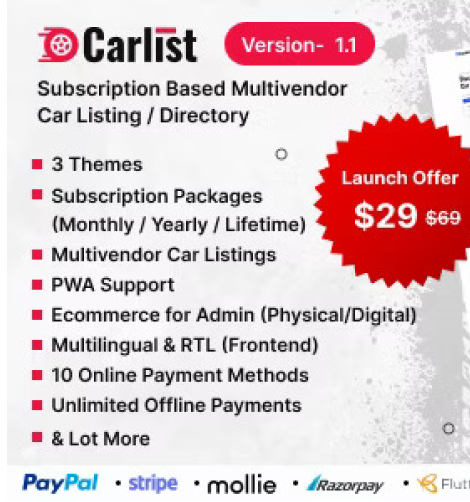 Carlist
Version- 1.1
Subscription Based Multivendor
Car Listing / Directory
3 Themes
Subscription Packages
(Monthly / Yearly / Lifetime)
Multivendor Car Listings
PWA Support
Ecommerce for Admin (Physical/Digital)
Multilingual & RTL (Frontend)
10 Online Payment Methods
Unlimited Offline Payments
& Lot More
Launch Offer
$29 $69
PayPal • stripe • mollie • Razorpay •